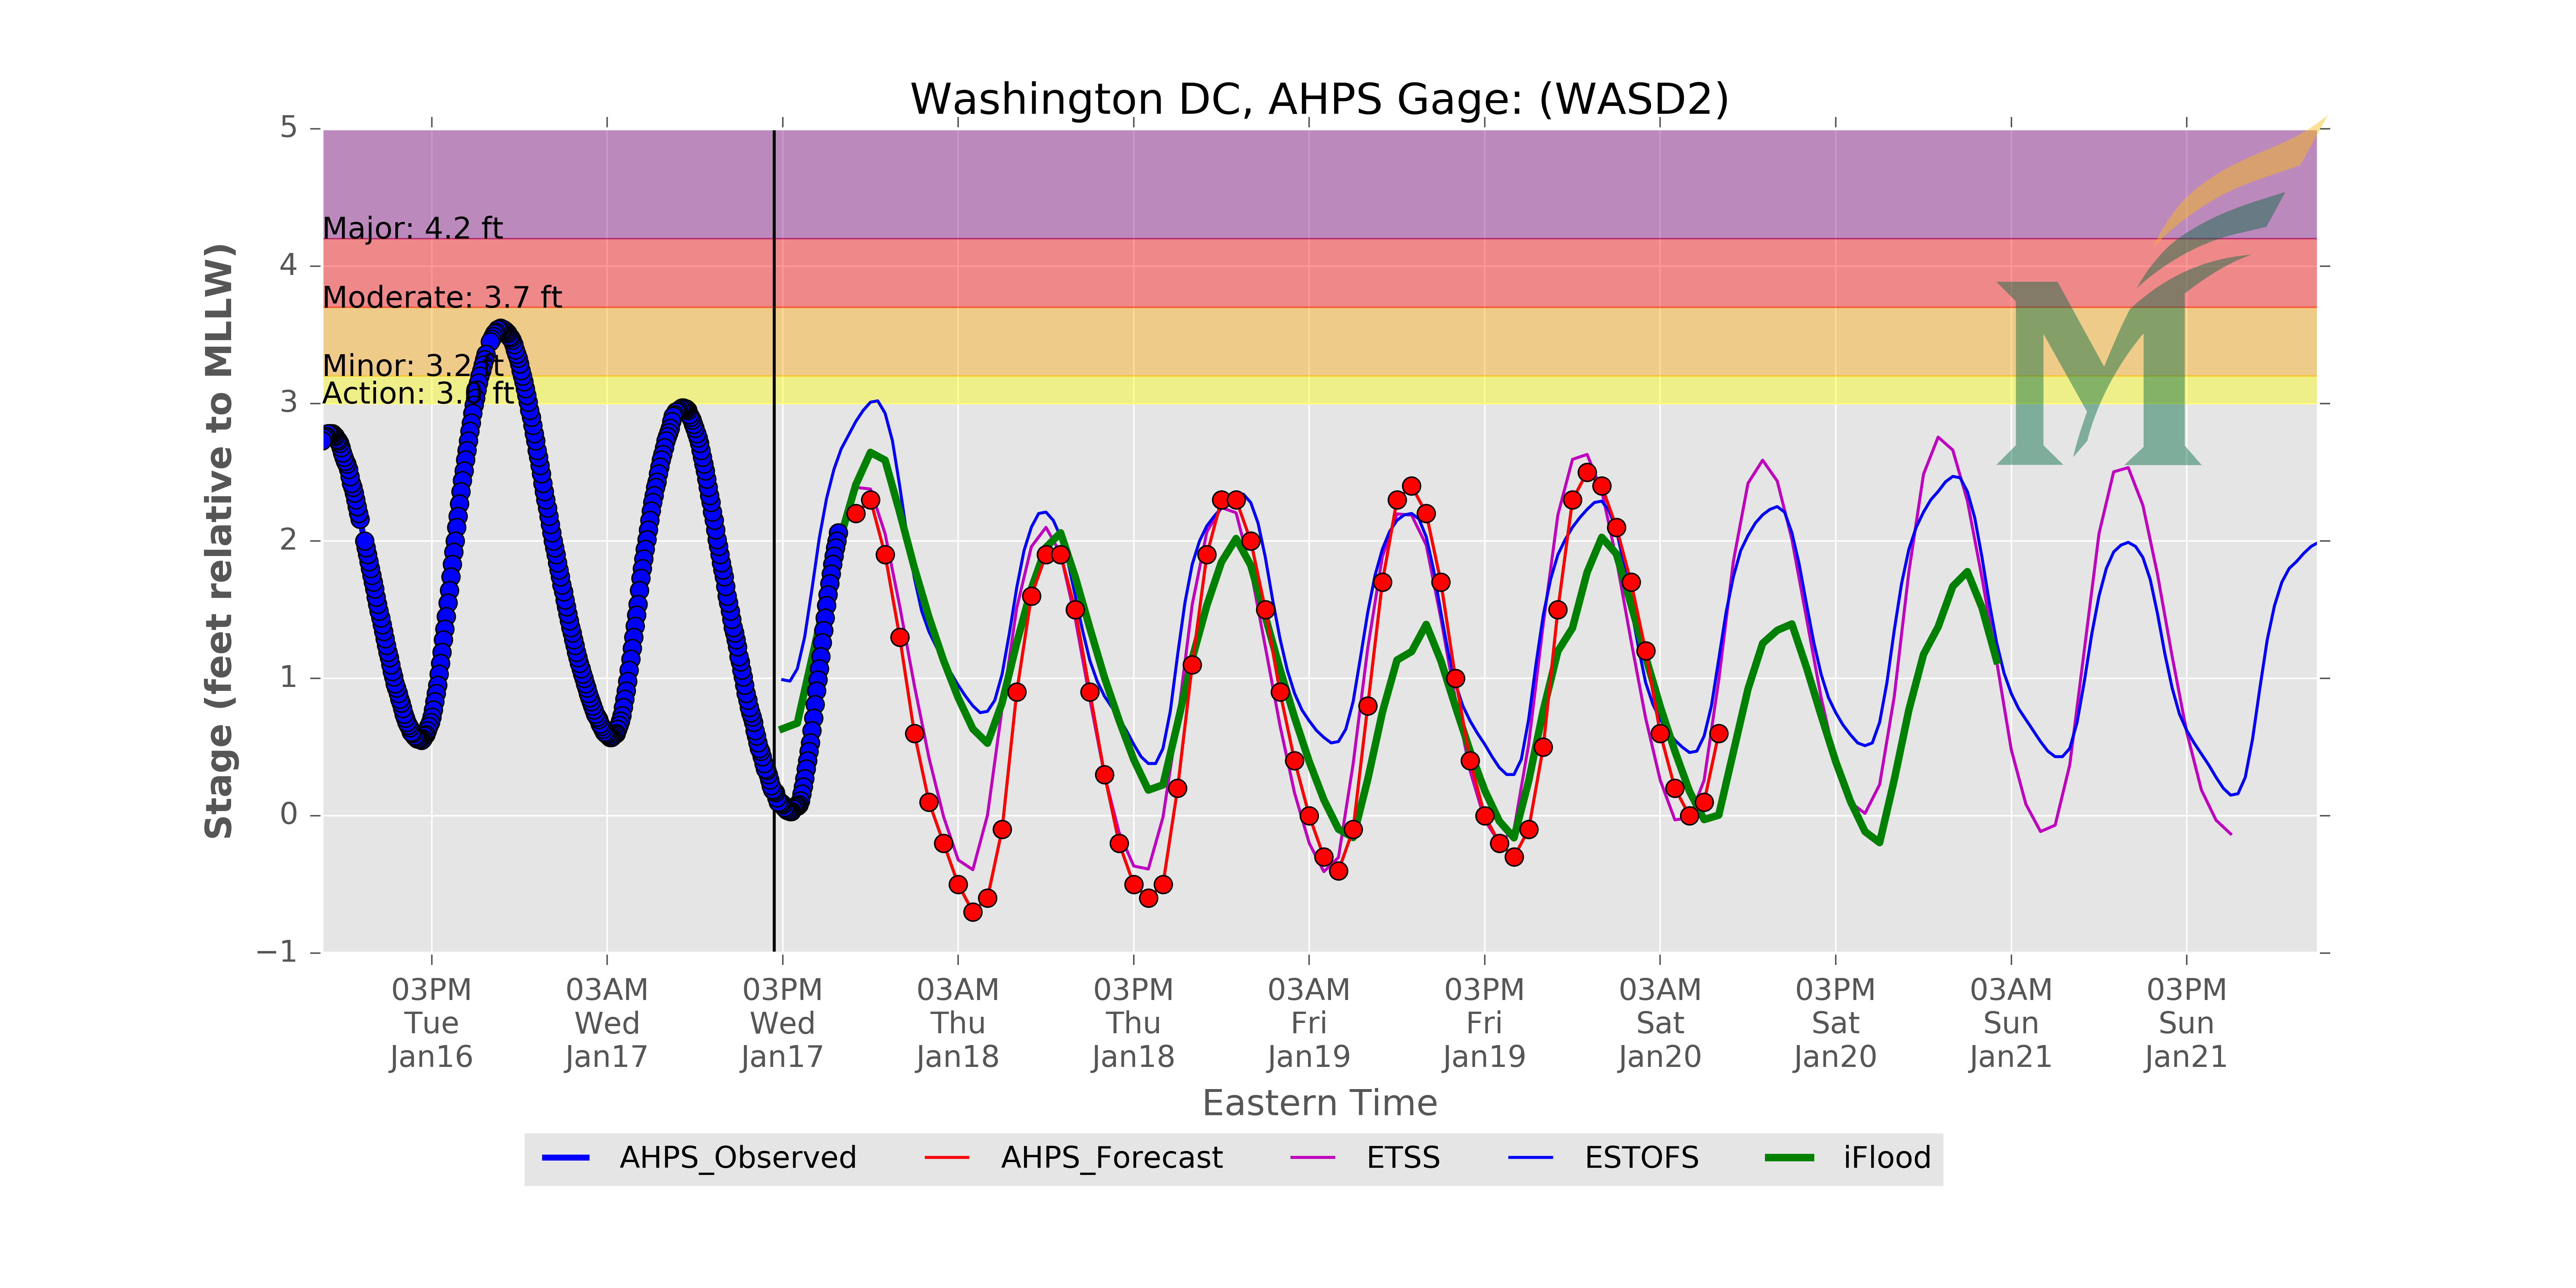 Washington DC, AHPS Gage: (WASD2)
Stage (feet relative to MLLW)
5
4
3
2
1
0
−1
Major: 4.2 ft
Moderate: 3.7 ft
Minor: 3.2 ft
Action: 3. ft
03PM 03AM 03PM 03AM 03PM 03AM 03PM 03AM 03PM 03AM 03PM
Tue Wed Wed Thu Thu Fri Fri Sat Sat Sun Sun
Jan16 Jan17 Jan17 Jan18 Jan18 Jan19 Jan19 Jan20 Jan20 Jan21 Jan21
Eastern Time
AHPS_Observed AHPS_Forecast ETSS ESTOFS iFlood
M